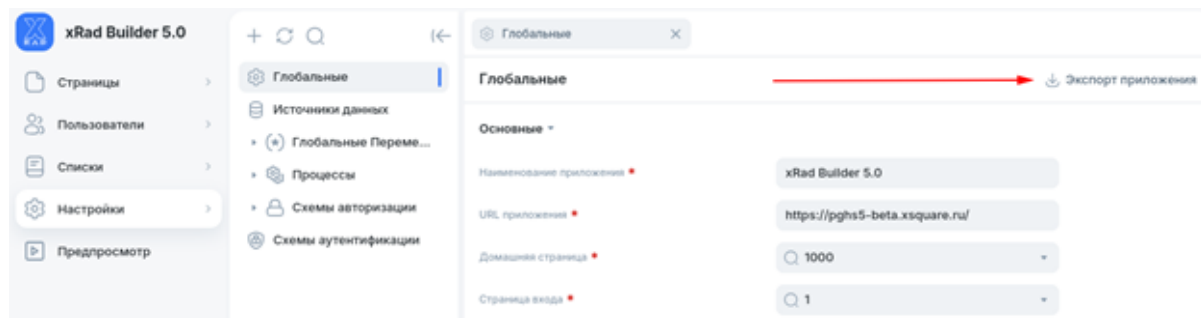 xRad Builder 5.0
RAD
Страницы
Пользователи
Списки
Настройки
Предпросмотр
Глобальные
Источники данных
Глобальные Переме...
Процессы
Схемы авторизации
Схемы аутентификации
Глобальные
Глобальные
Экспорт приложения
Основные
Наименование приложения
xRad Builder 5.0
URL приложения
https://pghs5-beta.xsquare.ru/
Домашняя страница
1000
Страница входа
1